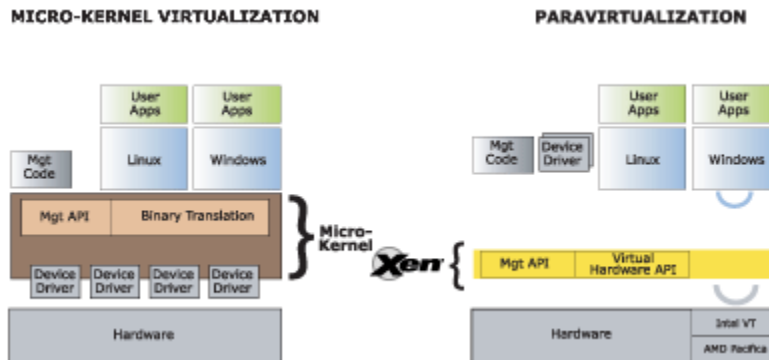 MICRO-KERNEL VIRTUALIZATION
PARAVIRTUALIZATION
User
Apps
User
Apps
Mgt
Code
Linux
Windows
Mgt API
Binary Translation
Micro-
Kernel
Device
Driver
Device
Driver
Device
Driver
Device
Driver
Hardware
User
Apps
User
Apps
Mgt
Code
Device
Driver
Linux
Windows
Xen
Mgt API
Virtual
Hardware API
Hardware
Intel VT
AMD Pacifica